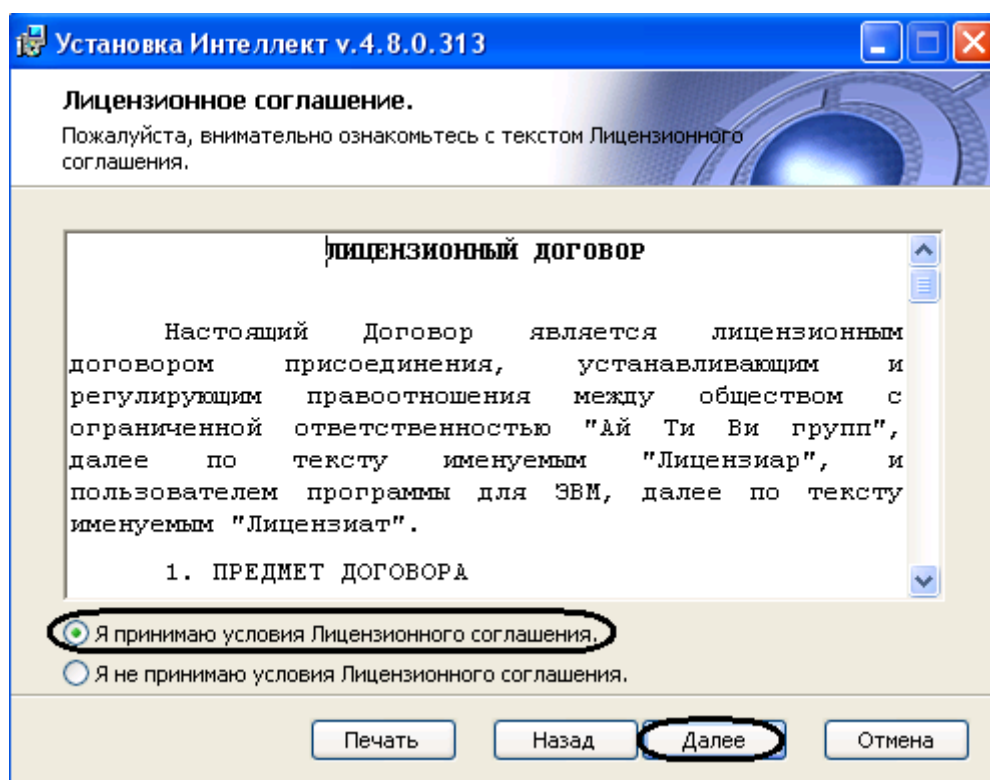 Установка Интеллект v.4.8.0.313
Лицензионное соглашение.
Пожалуйста, внимательно ознакомьтесь с текстом Лицензионного
соглашения.
ЛИЦЕНЗИОННЫЙ ДОГОВОР
Настоящий Договор является лицензионным
договором присоединения, устанавливающим и
регулирующим правоотношения между обществом с
ограниченной ответственностью "Ай Ти Ви групп",
далее по тексту именуемым "Лицензиар", и
пользователем программы для ЭВМ, далее по тексту
именуемым "Лицензиат".
1. ПРЕДМЕТ ДОГОВОРА
Я принимаю условия Лицензионного соглашения.
Я не принимаю условия Лицензионного соглашения.
Печать Назад Далее Отмена